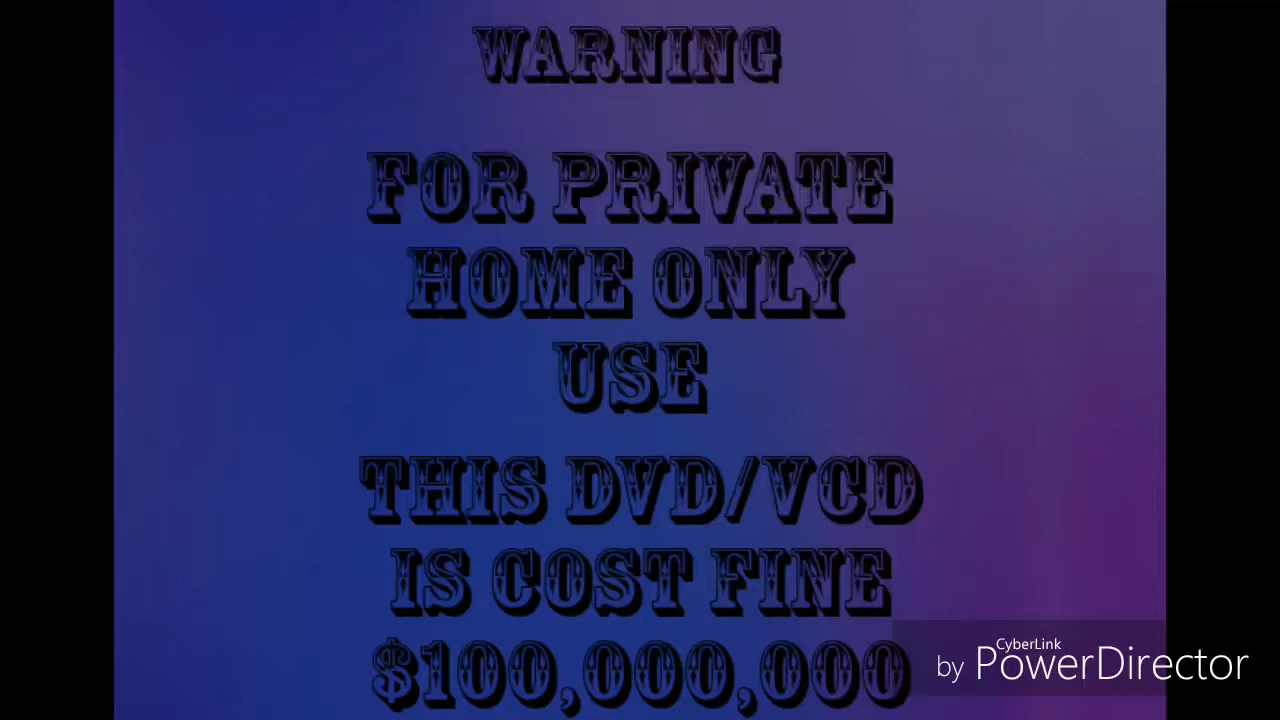 WARNING
FOR PRIVATE
HOME ONLY
USE
THIS DVD/VCD
IS COST FINE
$100,000,000
CyberLink
by PowerDirector